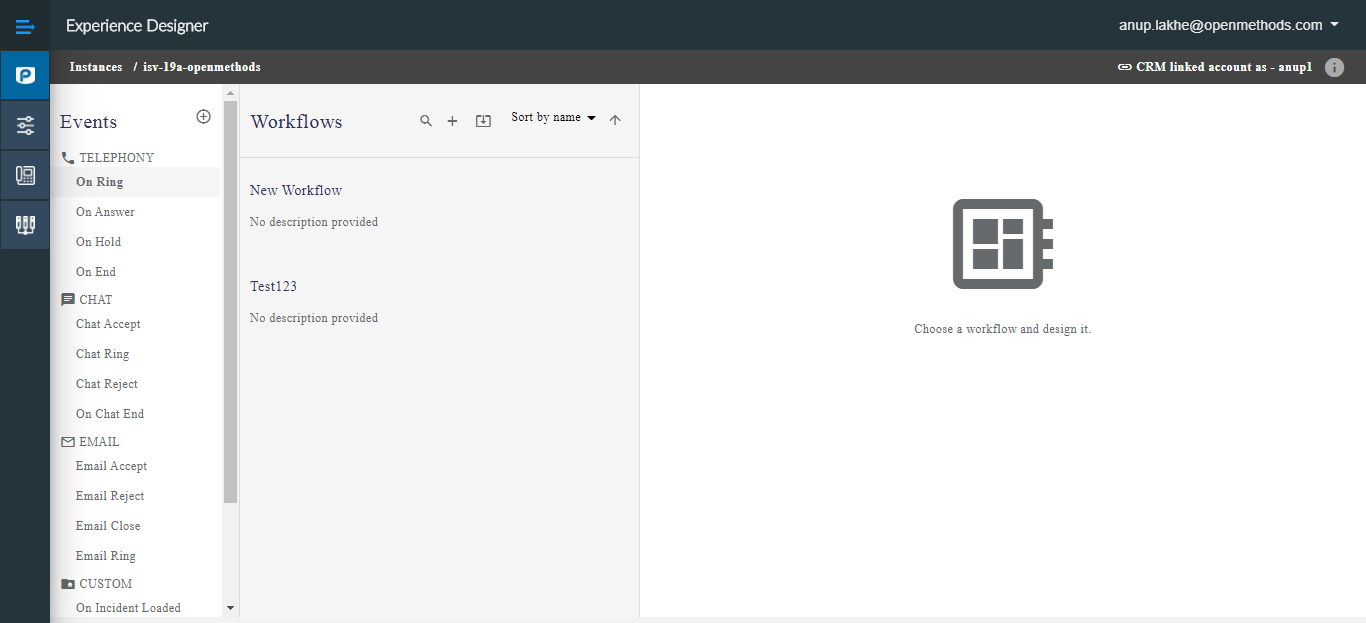 Experience Designer
anup.lakhe@openmethods.com
Instances / isv-19a-openmethods
CRM linked account as - anup1
Events
TELEPHONY
On Ring
On Answer
On Hold
On End
CHAT
Chat Accept
Chat Ring
Chat Reject
On Chat End
EMAIL
Email Accept
Email Reject
Email Close
Email Ring
CUSTOM
On Incident Loaded
Workflows
Sort by name
New Workflow
No description provided
Test123
No description provided
Choose a workflow and design it.